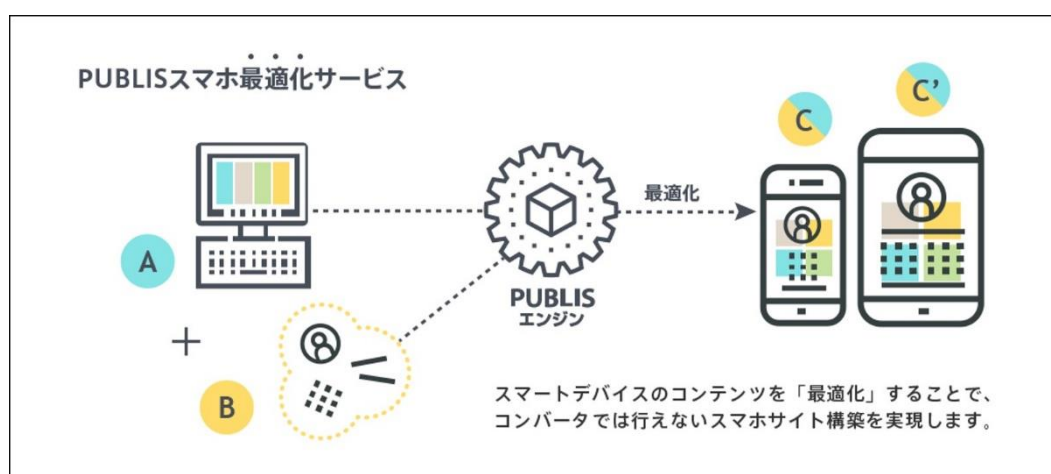 PUBLISスマホ最適化サービス
C
C’
最適化
A
PUBLIS
エンジン
+
B
スマートデバイスのコンテンツを「最適化」することで、
コンバータでは行えないスマホサイト構築を実現します。